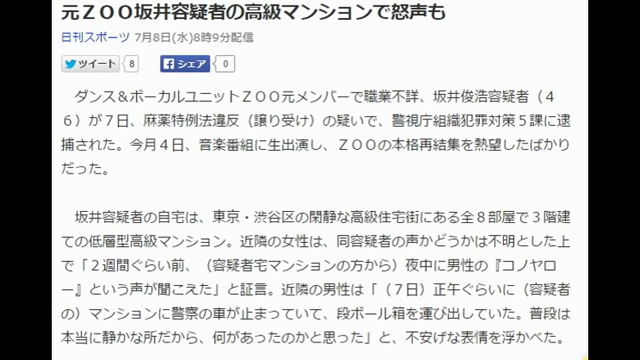 元ＺＯＯ坂井容疑者の高級マンションで怒声も
日刊スポーツ 7月8日(水)8時9分配信
ツイート 8 シェア 0
ダンス＆ボーカルユニットＺＯＯ元メンバーで職業不詳、坂井俊浩容疑者（４
６）が７日、麻薬特例法違反（譲り受け）の疑いで、警視庁組織犯罪対策５課に逮
捕された。今月４日、音楽番組に生出演し、ＺＯＯの本格再結集を熱望したばかり
だった。
坂井容疑者の自宅は、東京・渋谷区の閑静な高級住宅街にある全８部屋で３階建
ての低層型高級マンション。近隣の女性は、同容疑者の声かどうかは不明とした上
で「２週間ぐらい前、（容疑者宅マンションの方から）夜中に男性の『コノヤロ
ー』という声が聞こえた」と証言。近隣の男性は「（７日）正午ぐらいに（容疑者
の）マンションに警察の車が止まっていて、段ボール箱を運び出していた。普段は
本当に静かな所だから、何があったのかと思った」と、不安げな表情を浮かべた。